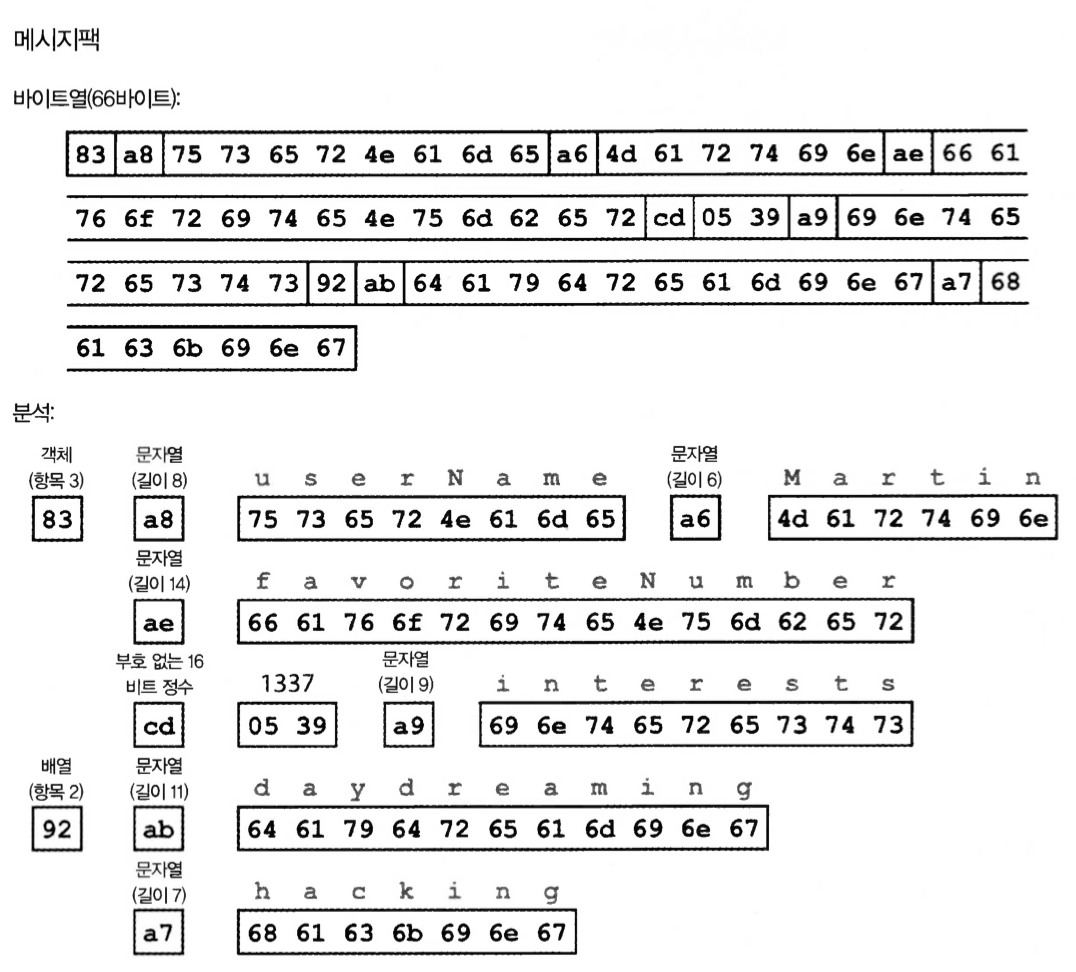 메시지팩
바이트열(66바이트):
83 a8 75 73 65 72 4e 61 6d 65 a6 4d 61 72 74 69 6e ae 66 61
76 6f 72 69 74 65 4e 75 6d 62 65 72 cd 05 39 a9 69 6e 74 65
72 65 73 74 73 92 ab 64 61 79 64 72 65 61 6d 69 6e 67 a7 68
61 63 6b 69 6e 67
분석:
객체 문자열 문자열
(항목 3) (길이 8) u s e r N a m e (길이 6) M a r t i n
83 a8 75 73 65 72 4e 61 6d 65 a6 4d 61 72 74 69 6e
문자열
(길이 14) f a v o r i t e N u m b e r
ae 66 61 76 6f 72 69 74 65 4e 75 6d 62 65 72
부호 없는 16 문자열
비트 정수 1337 (길이 9) i n t e r e s t s
cd 05 39 a9 69 6e 74 65 72 65 73 74 73
배열 문자열
(항목 2) (길이 11) d a y d r e a m i n g
92 ab 64 61 79 64 72 65 61 6d 69 6e 67
문자열
(길이 7) h a c k i n g
a7 68 61 63 6b 69 6e 67